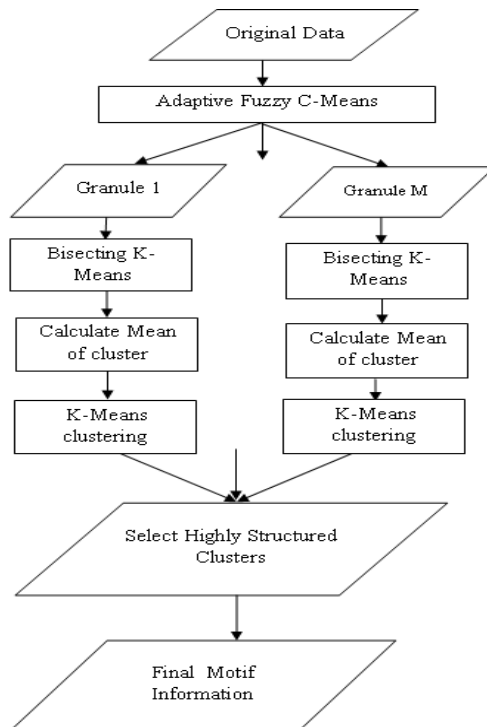 Original Data
Adaptive Fuzzy C-Means
Granule 1
Granule M
Bisecting K-
Means
Bisecting K-
Means
Calculate Mean
of cluster
Calculate Mean
of cluster
K-Means
clustering
K-Means
clustering
Select Highly Structured
Clusters
Final Motif
Information